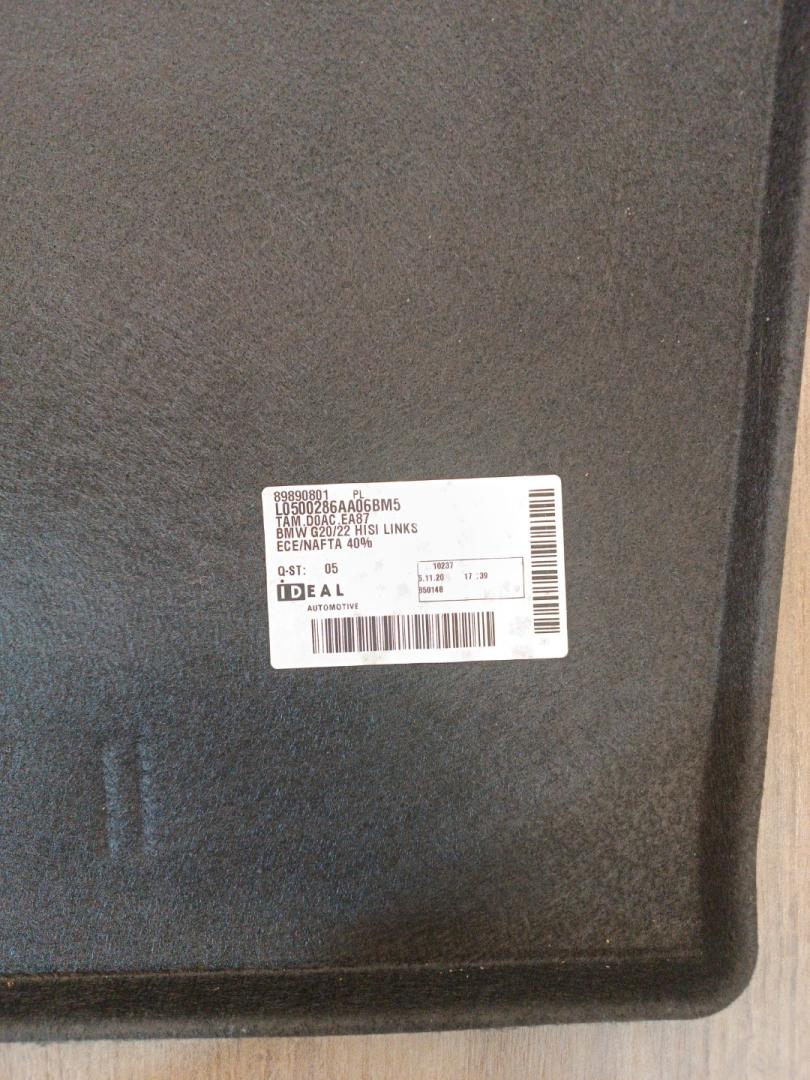 89890801 PL
L0500286AA06BM5
TAM.D0AC.EA87
BMW G20/22 HISI LINKS
ECE/NAFTA 40%
Q-ST: 05
10237
5.11.20 17:39
850148
iDEAL
AUTOMOTIVE